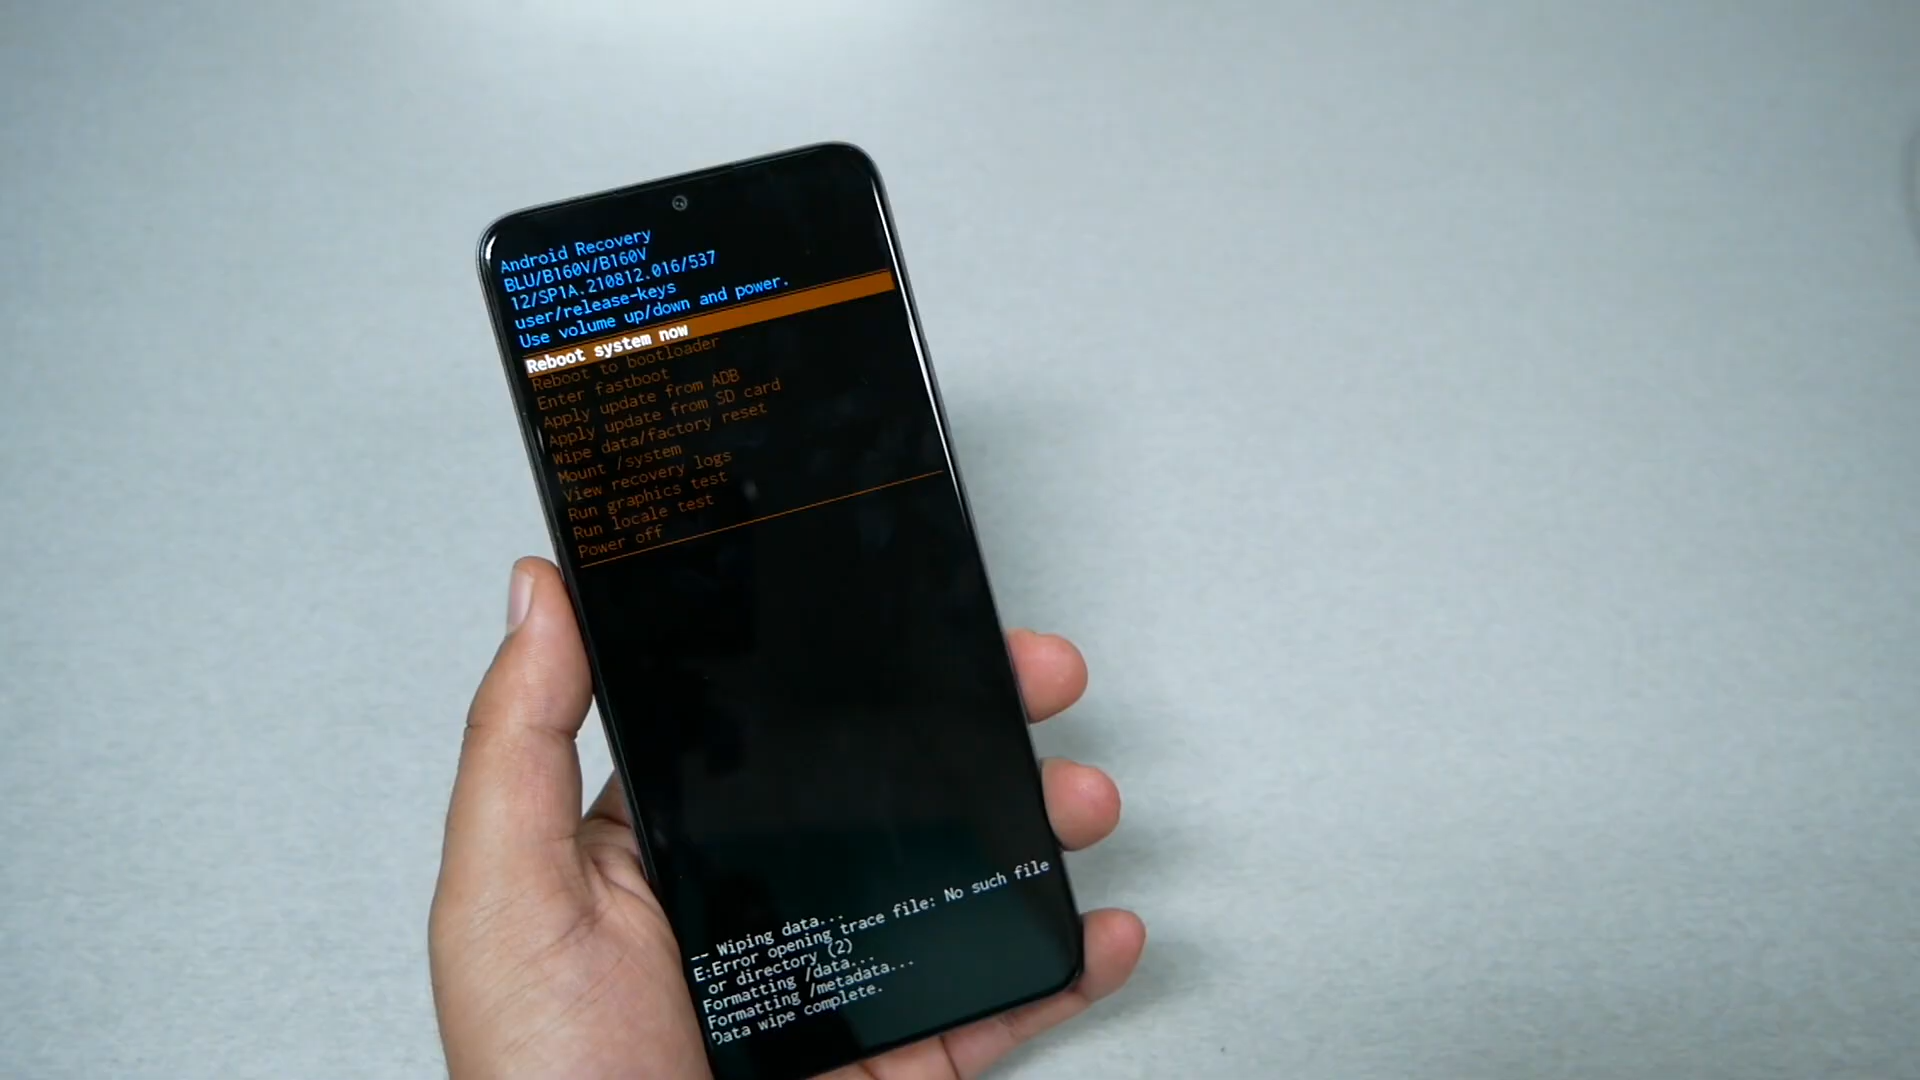 Android Recovery
BLU/B160V/B160V
12/SP1A.210812.016/537
user/release-keys
Use volume up/down and power.
Reboot system now
Reboot to bootloader
Enter fastboot
Apply update from ADB
Apply update from SD card
Wipe data/factory reset
Mount /system
View recovery logs
Run graphics test
Run locale test
Power off
-- Wiping data...
E:Error opening trace file: No such file
or directory (2)
Formatting /data...
Formatting /metadata...
Data wipe complete.